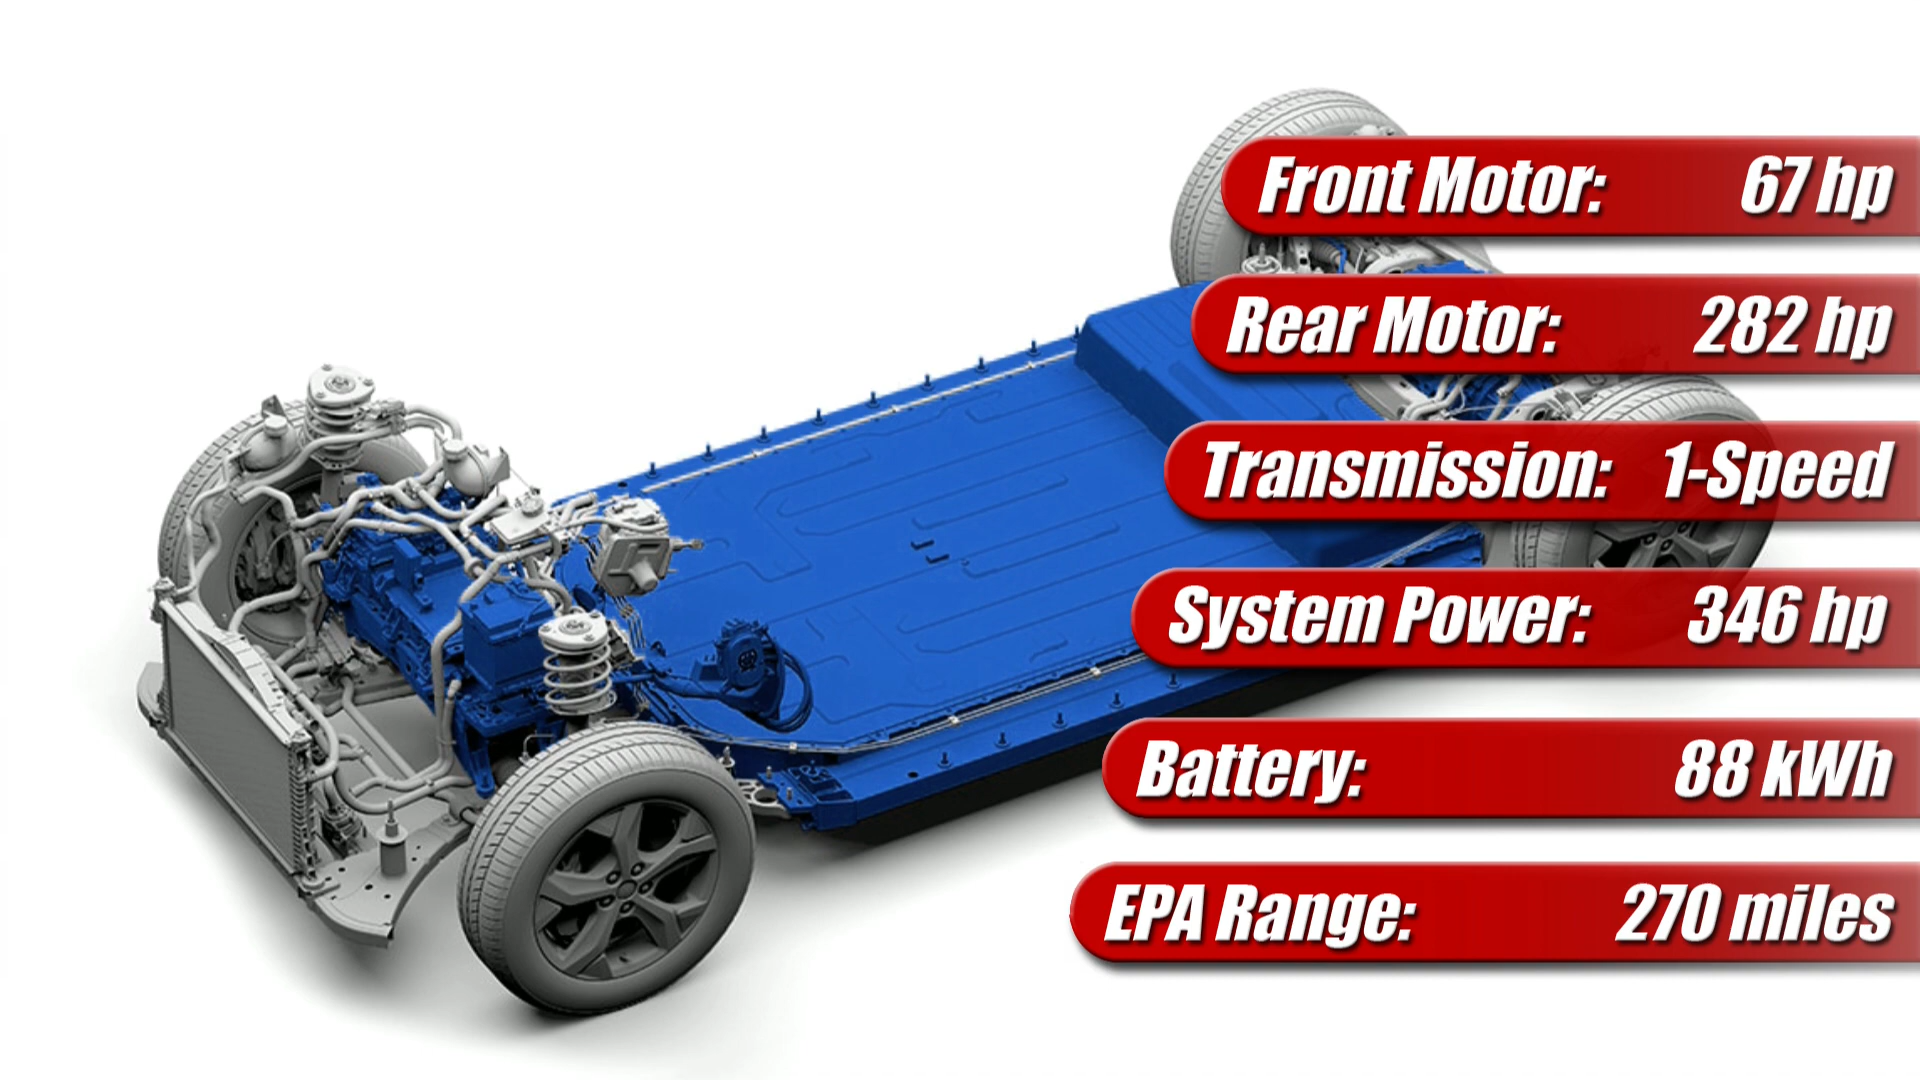 Front Motor: 67 hp
Rear Motor: 282 hp
Transmission: 1-Speed
System Power: 346 hp
Battery: 88 kWh
EPA Range: 270 miles